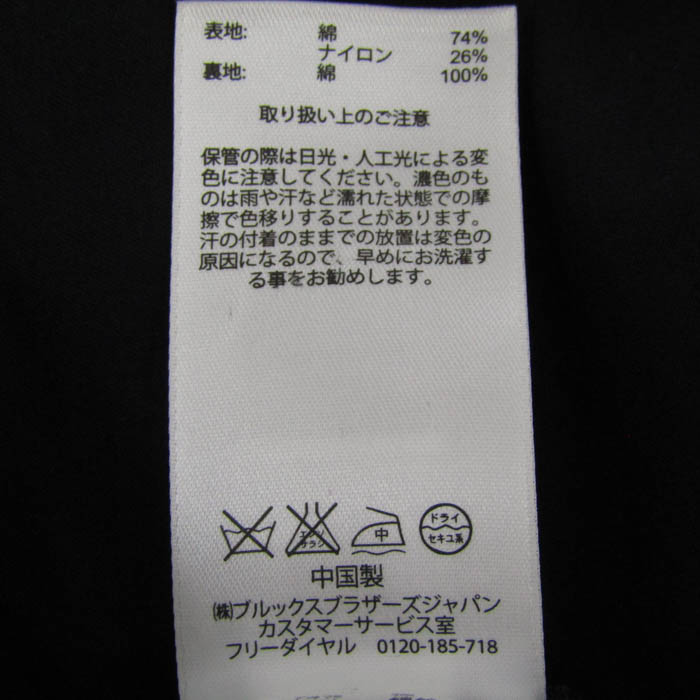 表地: 綿 74%
ナイロン 26%
裏地: 綿 100%
取り扱い上のご注意
保管の際は日光・人工光による変
色に注意してください。濃色のも
のは雨や汗など濡れた状態での摩
擦で色移りすることがあります。
汗の付着のままでの放置は変色の
原因になるので、早めにお洗濯す
る事をお勧めします。
エンソ
サラシ
中
ドライ
セキユ系
中国製
㈱ブルックスブラザーズジャパン
カスタマーサービス室
フリーダイヤル 0120-185-718